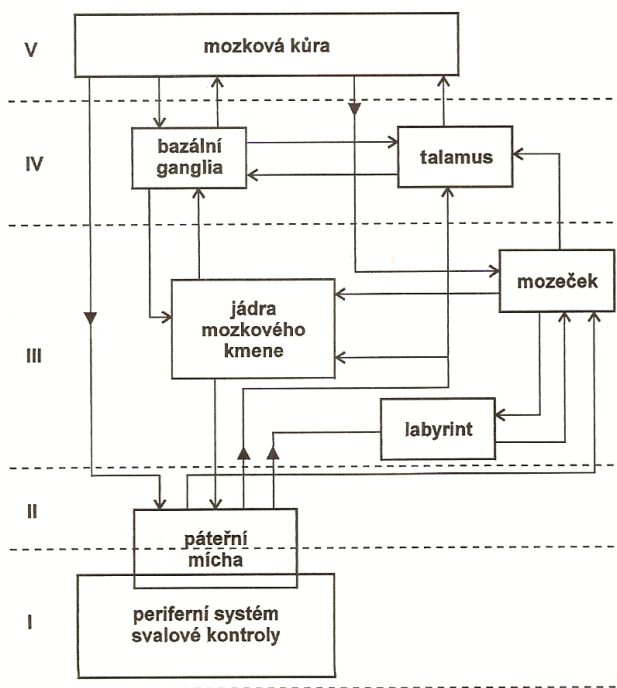 V
mozková kůra
IV
bazální
ganglia
talamus
mozeček
III
jádra
mozkového
kmene
labyrint
II
páteřní
mícha
I
periferní systém
svalové kontroly